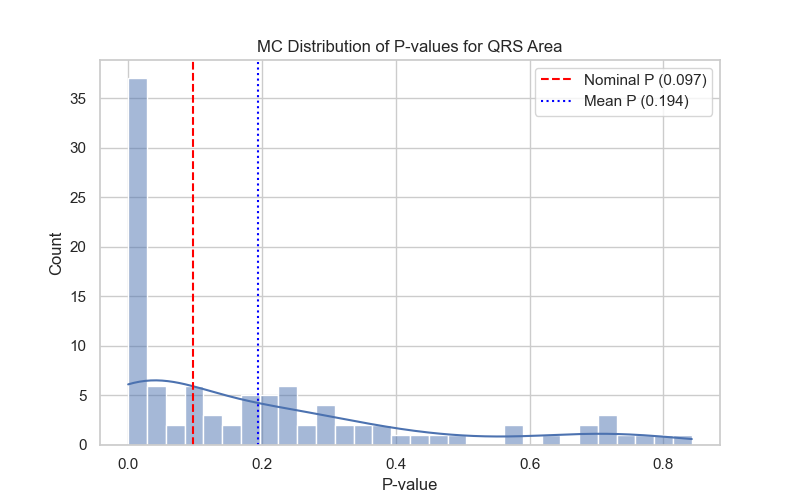 MC Distribution of P-values for QRS Area
Nominal P (0.097)
Mean P (0.194)
Count
35
30
25
20
15
10
5
0
0.0 0.2 0.4 0.6 0.8
P-value